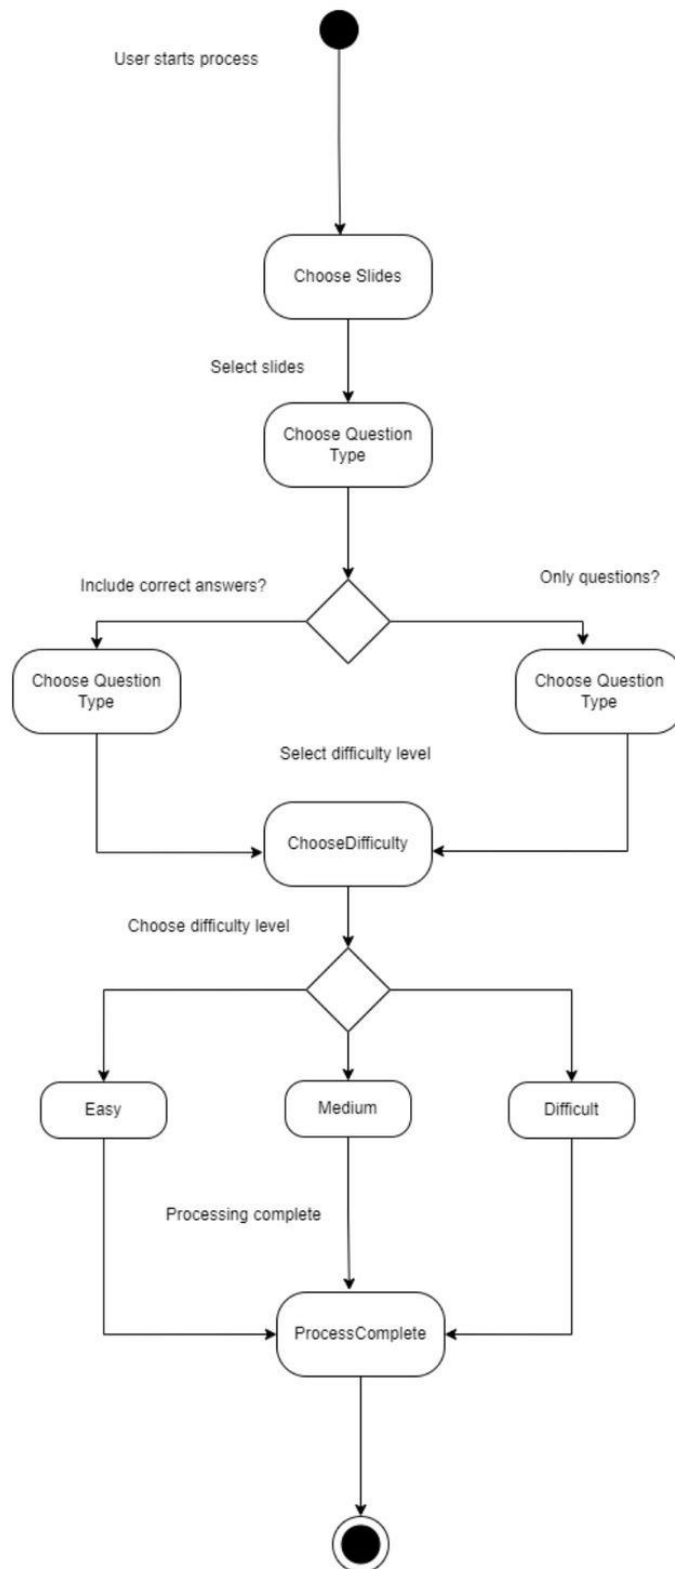 User starts process
Choose Slides
Select slides
Choose Question
Type
Include correct answers?
Only questions?
Choose Question
Type
Choose Question
Type
Select difficulty level
ChooseDifficulty
Choose difficulty level
Easy
Medium
Difficult
Processing complete
ProcessComplete